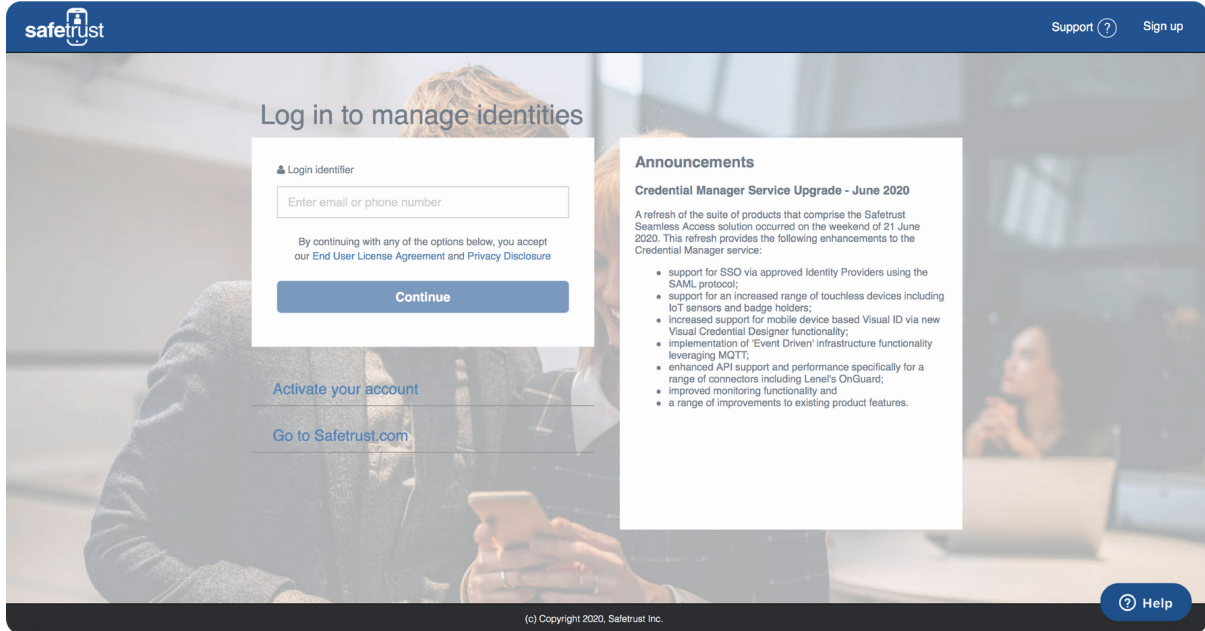 safetrust
Support ?
Sign up
Log in to manage identities
Login identifier
Enter email or phone number
By continuing with any of the options below, you accept
our End User License Agreement and Privacy Disclosure
Continue
Activate your account
Go to Safetrust.com
Announcements
Credential Manager Service Upgrade - June 2020
A refresh of the suite of products that comprise the Safetrust
Seamless Access solution occurred on the weekend of 21 June
2020. This refresh provides the following enhancements to the
Credential Manager service:
• support for SSO via approved Identity Providers using the
SAML protocol;
• support for an increased range of touchless devices including
IoT sensors and badge holders;
• increased support for mobile device based Visual ID via new
Visual Credential Designer functionality;
• implementation of 'Event Driven' infrastructure functionality
leveraging MQTT;
• enhanced API support and performance specifically for a
range of connectors including Lenel's OnGuard;
• improved monitoring functionality and
• a range of improvements to existing product features.
? Help
(c) Copyright 2020, Safetrust Inc.